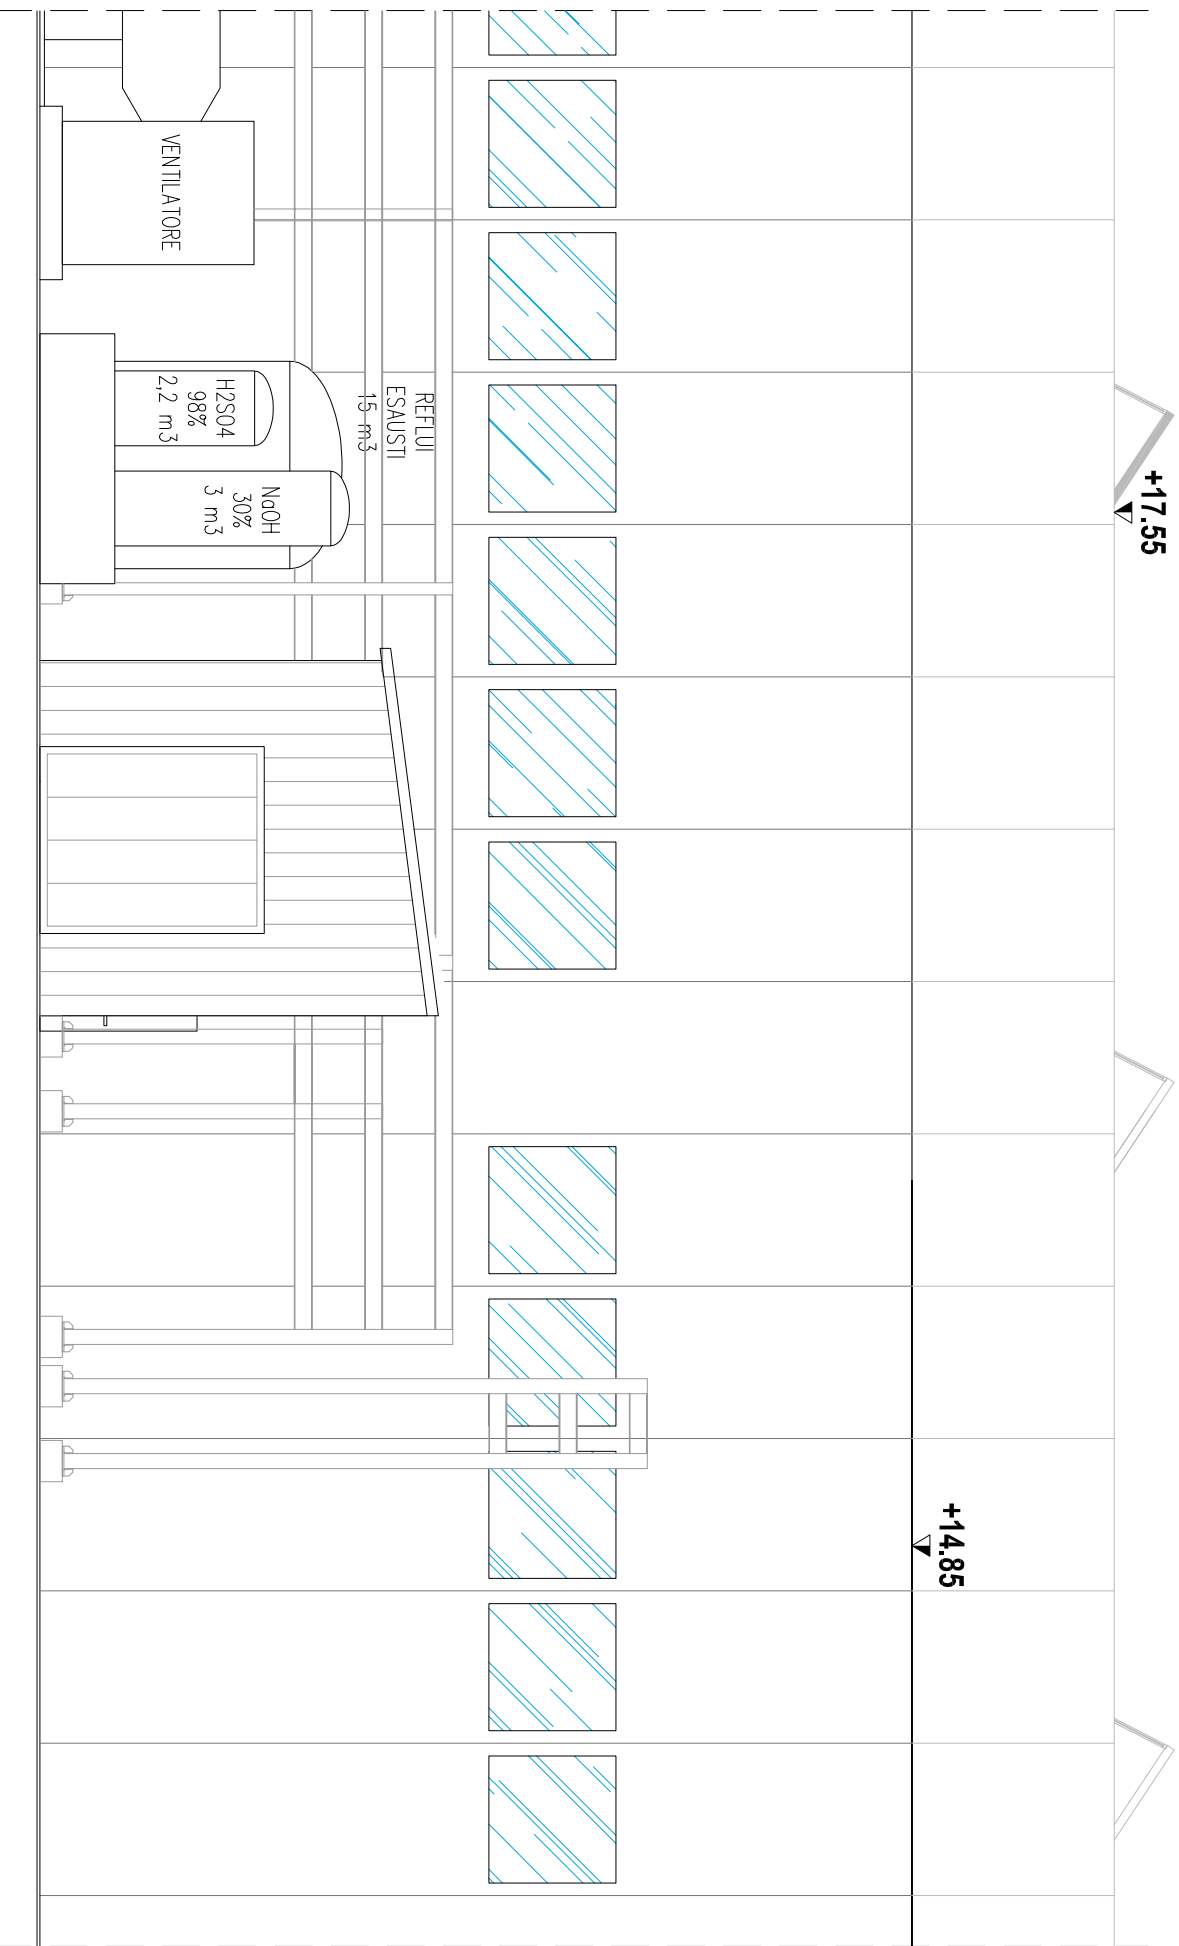 +17.55
+14.85
VENTILATORE
REFLUI
ESAUSTI
15 m3
H2SO4
98%
2,2 m3
NaOH
30%
3 m3